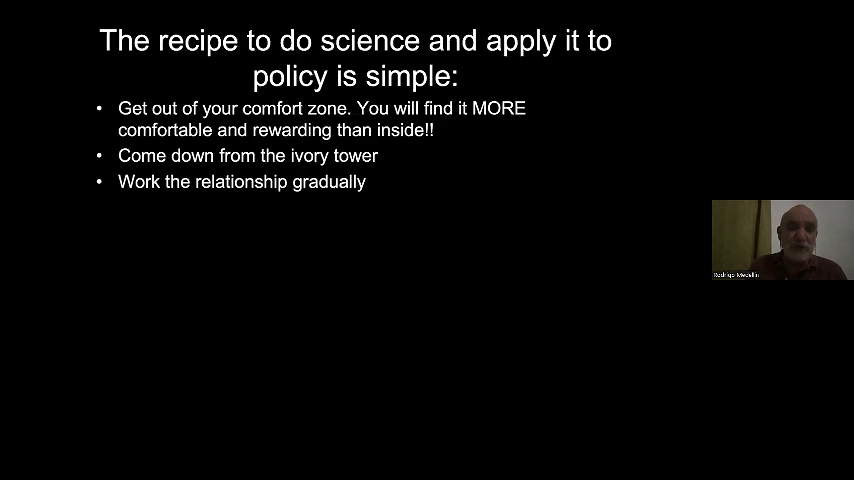 The recipe to do science and apply it to
policy is simple:
• Get out of your comfort zone. You will find it MORE
comfortable and rewarding than inside!!
• Come down from the ivory tower
• Work the relationship gradually
Rodrigo Medellín